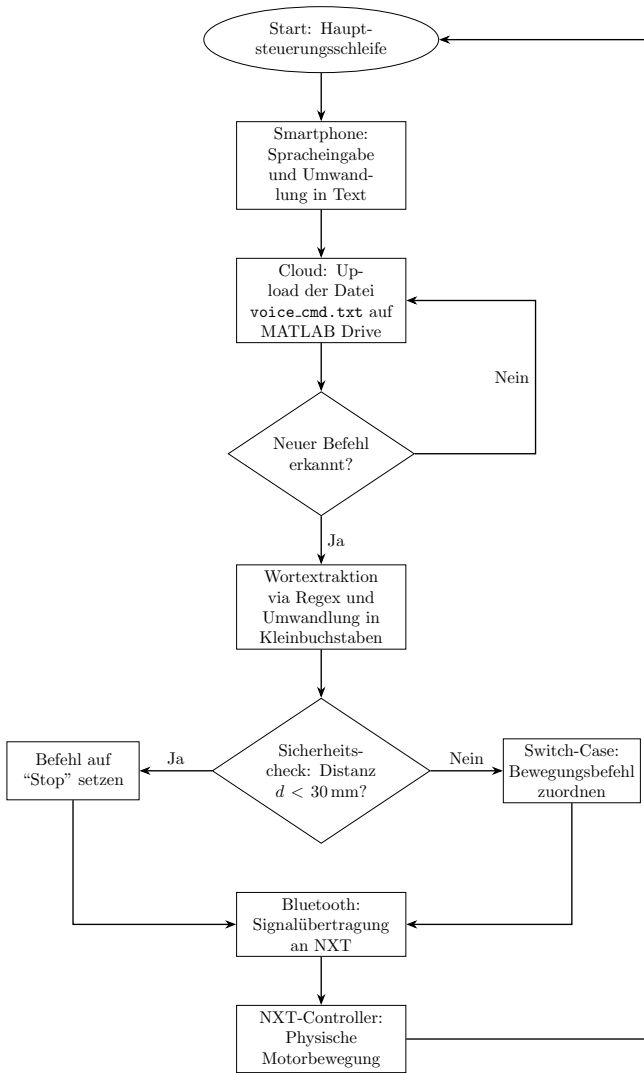 Start: Haupt-
steuerungsschleife
Smartphone:
Spracheingabe
und Umwand-
lung in Text
Cloud: Up-
load der Datei
voice_cmd.txt auf
MATLAB Drive
Nein
Neuer Befehl
erkannt?
Ja
Wortextraktion
via Regex und
Umwandlung in
Kleinbuchstaben
Befehl auf
“Stop” setzen
Ja
Sicherheits-
check: Distanz
d < 30 mm?
Nein
Switch-Case:
Bewegungsbefehl
zuordnen
Bluetooth:
Signalübertragung
an NXT
NXT-Controller:
Physische
Motorbewegung